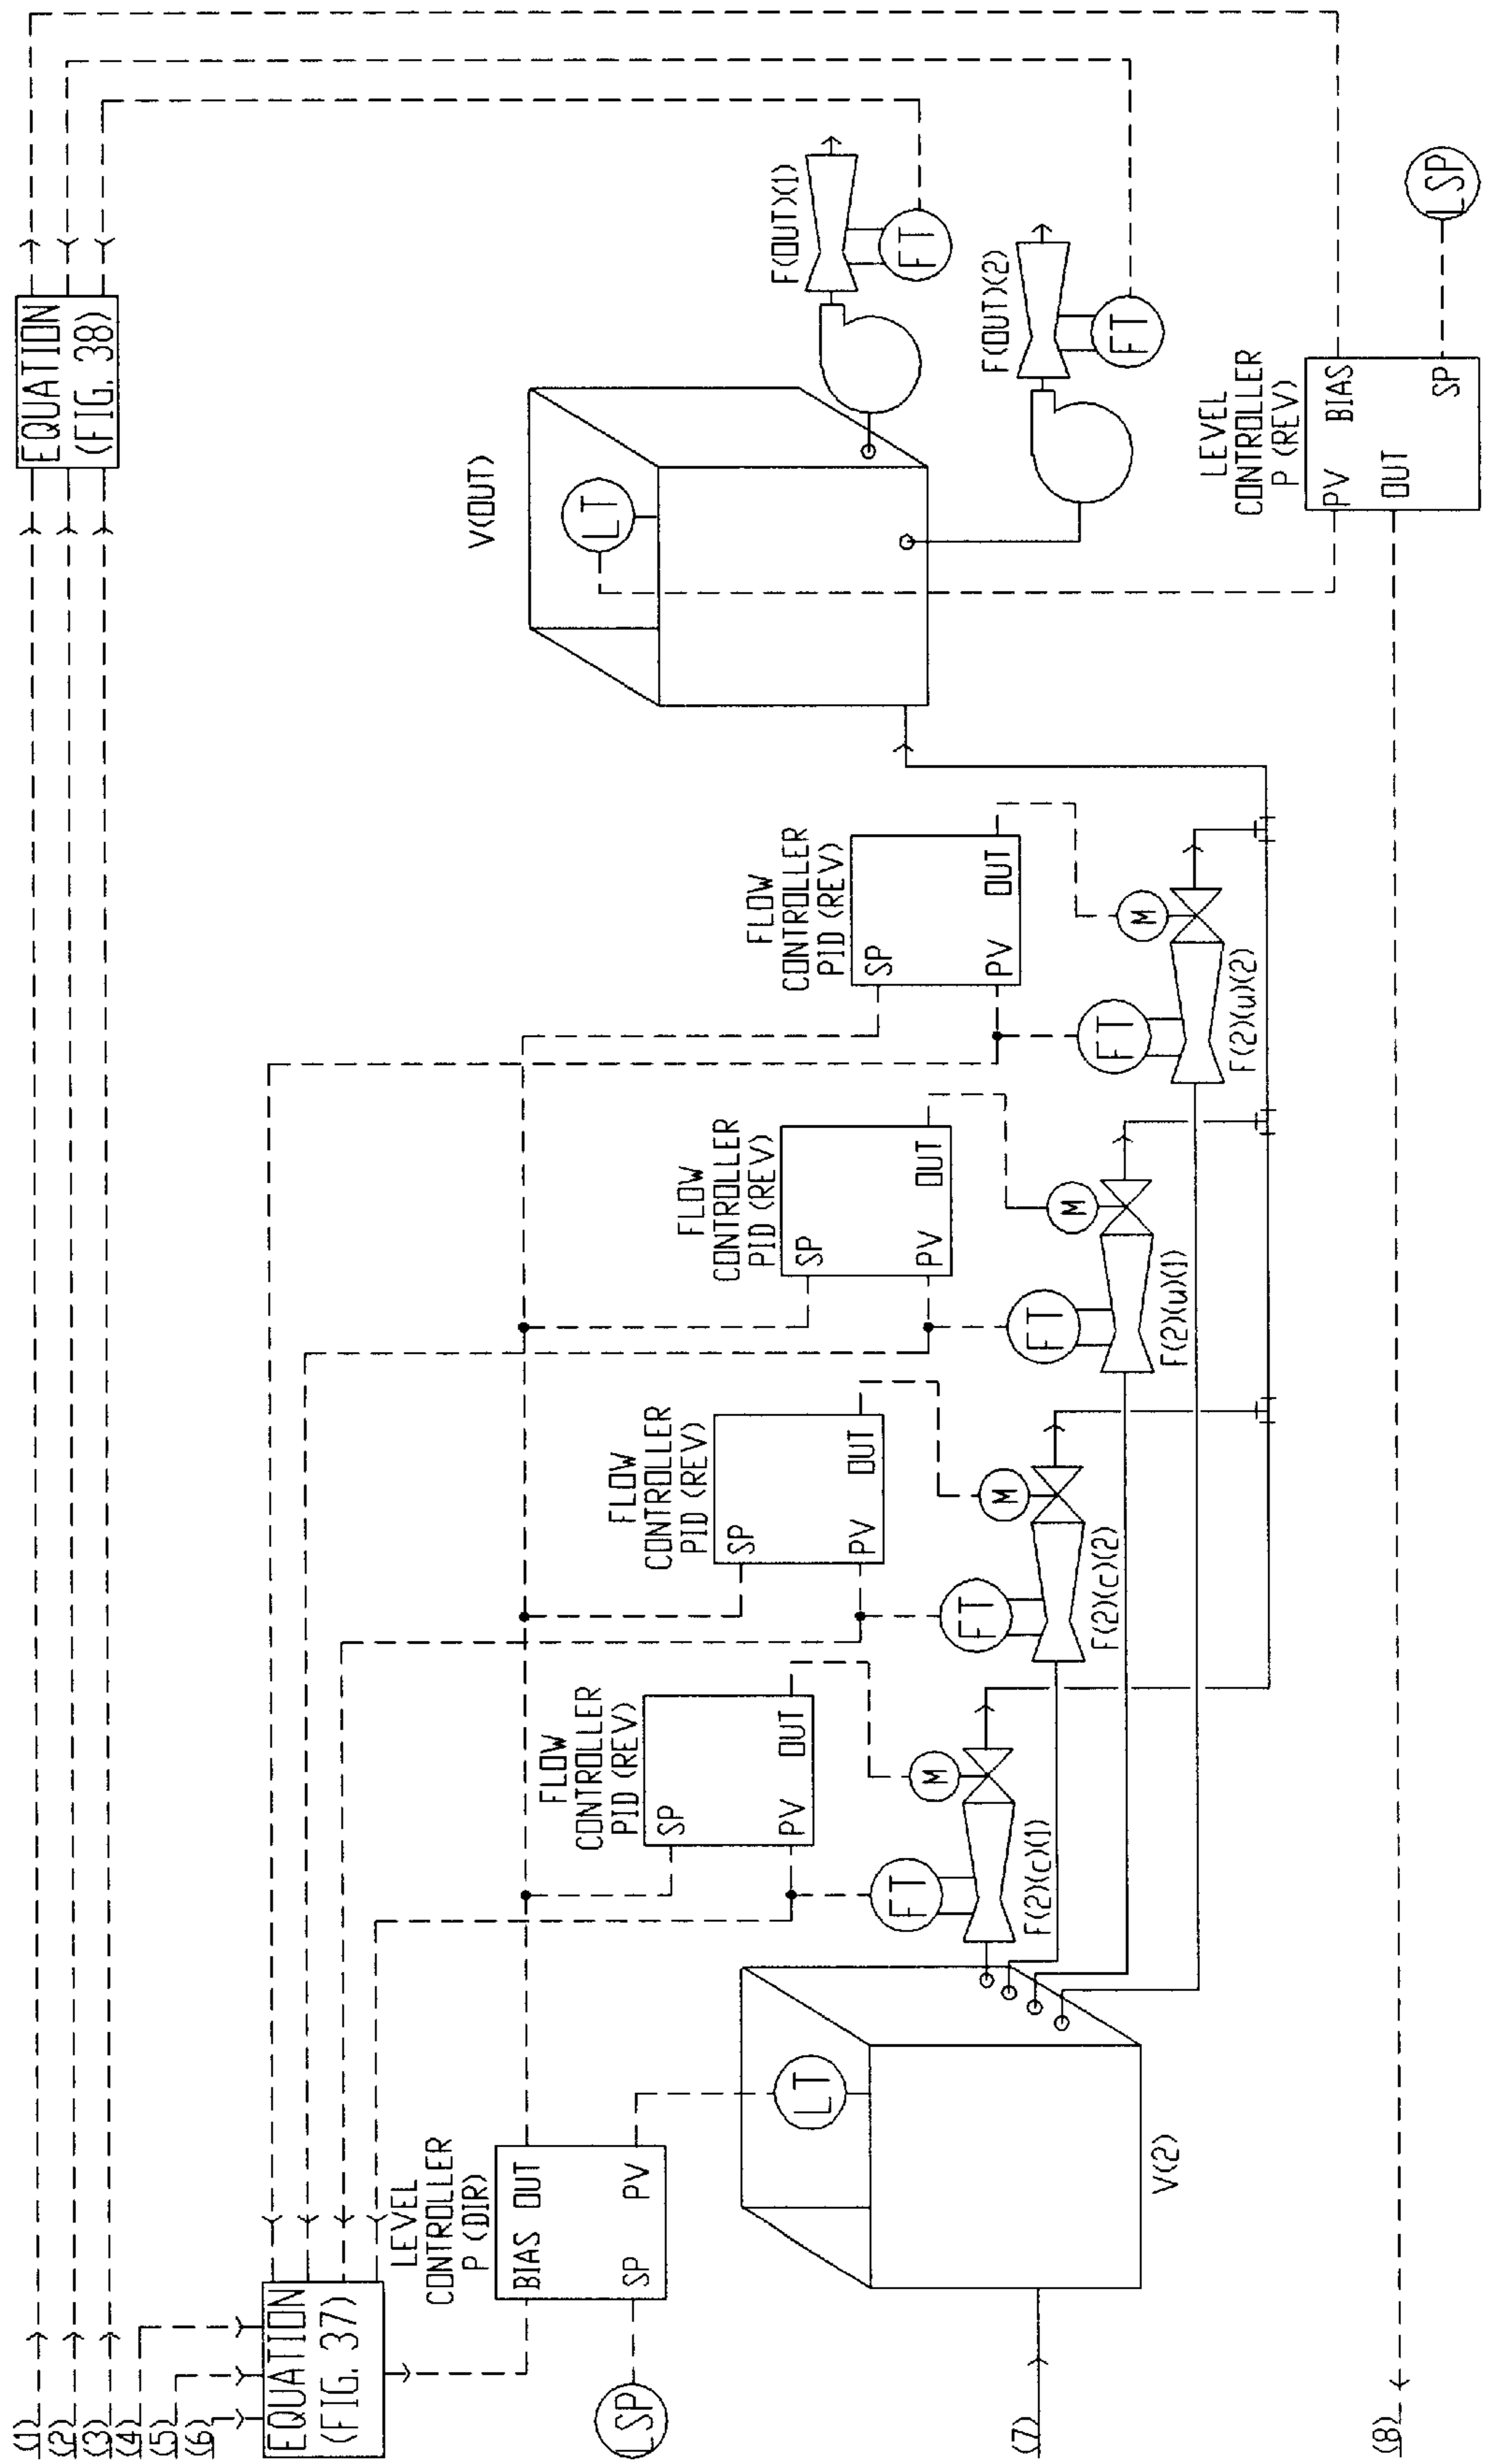 (1)
(2)
(3)
(4)
(5)
(6)
EQUATION
(FIG. 37)
LSP
LEVEL
CONTROLLER
P (DIR)
BIAS OUT
SP PV
LT
V(2)
(7)
(8)
FLOW
CONTROLLER
PID (REV)
SP
PV OUT
FT
M
F(2)(c)(1)
FLOW
CONTROLLER
PID (REV)
SP
PV OUT
FT
M
F(2)(c)(2)
FLOW
CONTROLLER
PID (REV)
SP
PV OUT
FT
M
F(2)(u)(1)
FLOW
CONTROLLER
PID (REV)
SP
PV OUT
FT
M
F(2)(u)(2)
EQUATION
(FIG. 38)
V(OUT)
LT
F(OUT)(1)
FT
F(OUT)(2)
FT
LEVEL
CONTROLLER
P (REV)
PV BIAS
OUT
SP
LSP